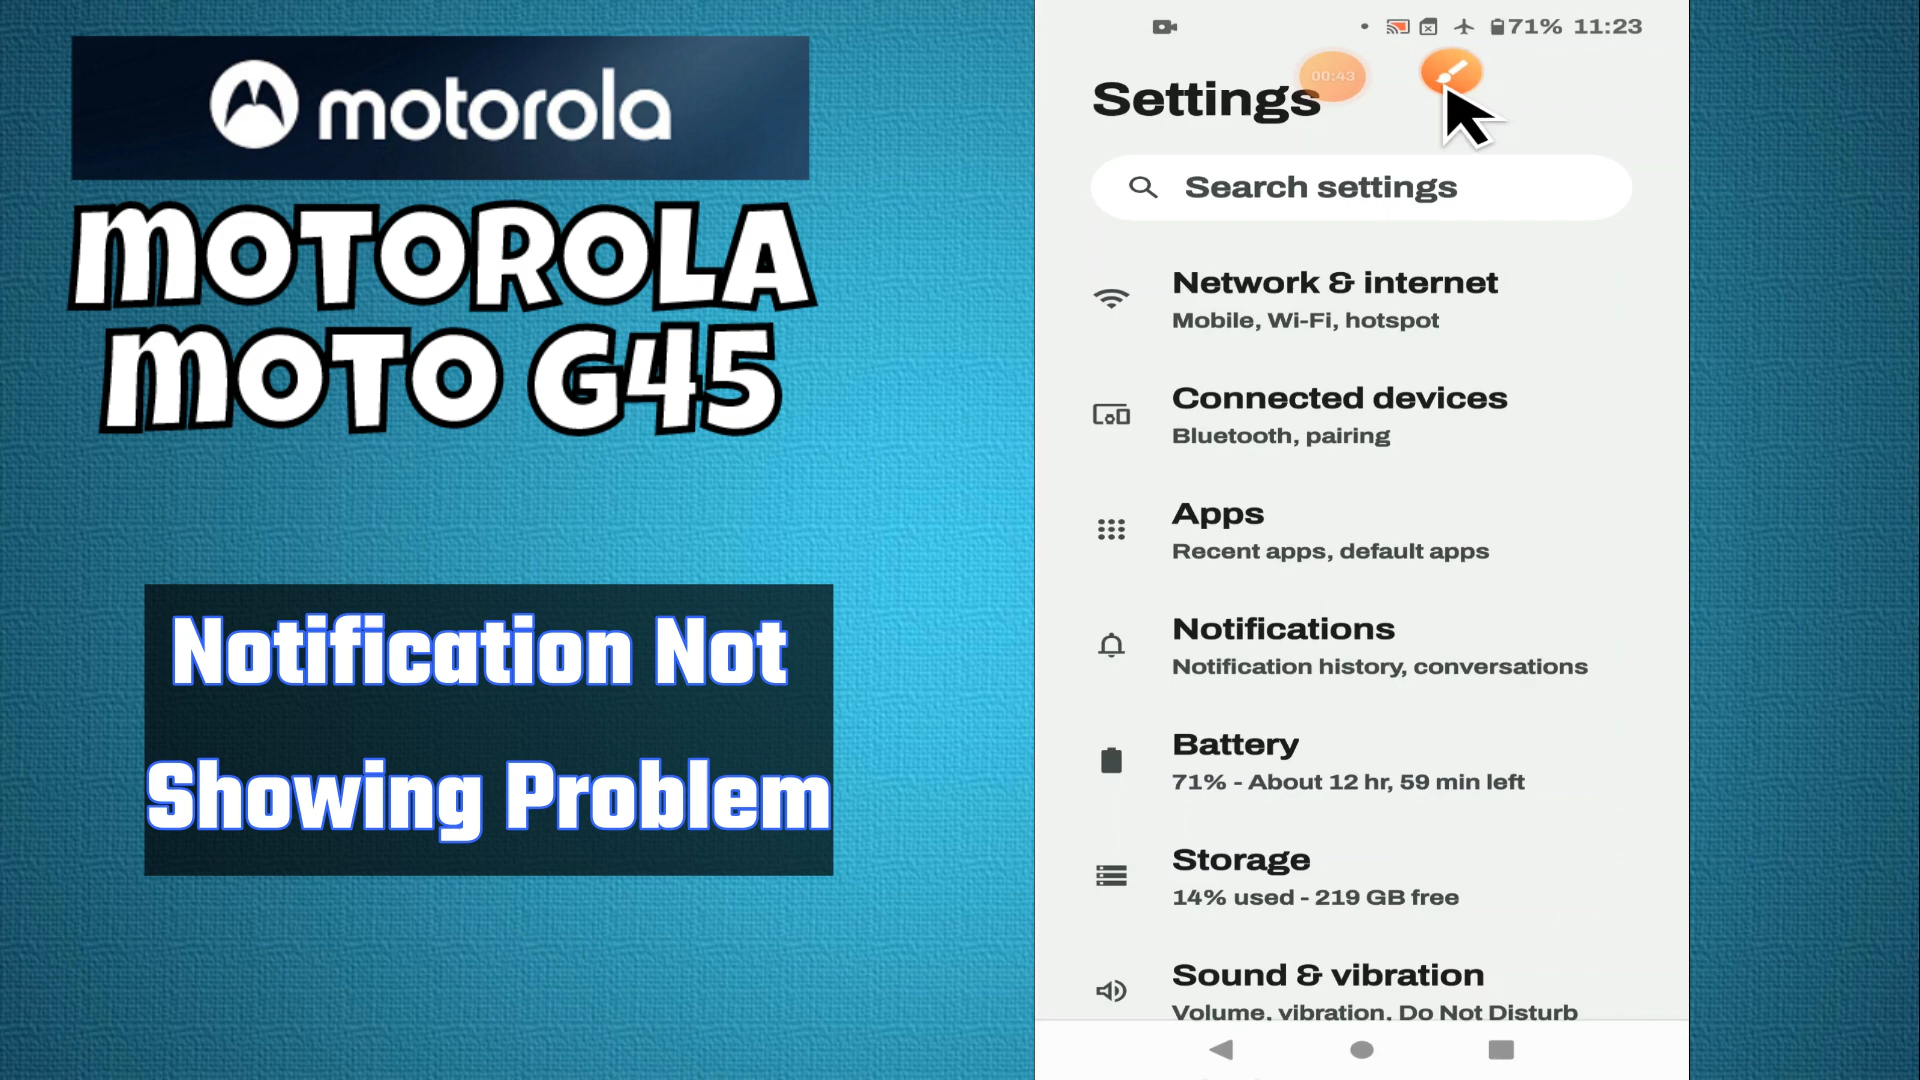 motorola
MOTOROLA
MOTO G45
Notification Not
Showing Problem
71% 11:23
00:43
Settings
Search settings
Network & internet
Mobile, Wi-Fi, hotspot
Connected devices
Bluetooth, pairing
Apps
Recent apps, default apps
Notifications
Notification history, conversations
Battery
71% - About 12 hr, 59 min left
Storage
14% used - 219 GB free
Sound & vibration
Volume, vibration, Do Not Disturb